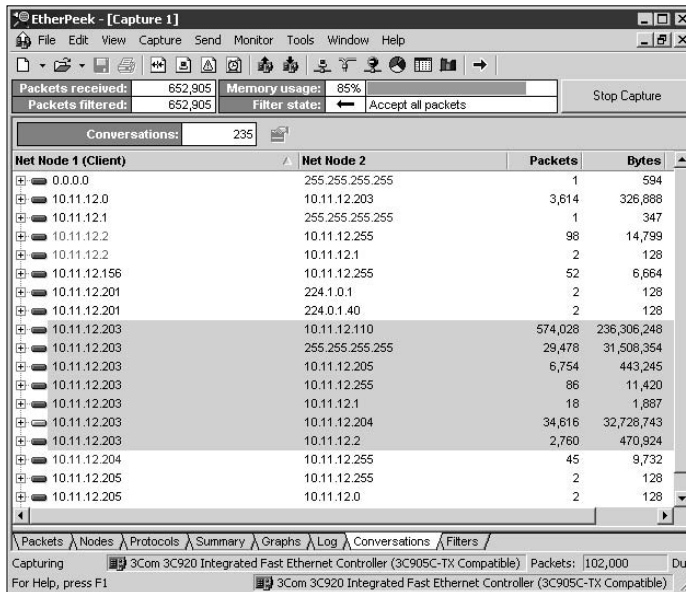 EtherPeek - [Capture 1]
File Edit View Capture Send Monitor Tools Window Help
Packets received: 652,905 Memory usage: 85%
Packets filtered: 652,905 Filter state: Accept all packets
Stop Capture
Conversations: 235
Net Node 1 (Client) Net Node 2 Packets Bytes
0.0.0.0 255.255.255.255 1 594
10.11.12.0 10.11.12.203 3,614 326,888
10.11.12.1 255.255.255.255 1 347
10.11.12.2 10.11.12.255 98 14,799
10.11.12.2 10.11.12.1 2 128
10.11.12.156 10.11.12.255 52 6,664
10.11.12.201 224.1.0.1 2 128
10.11.12.201 224.0.1.40 2 128
10.11.12.203 10.11.12.110 574,028 236,306,248
10.11.12.203 255.255.255.255 29,478 31,508,354
10.11.12.203 10.11.12.205 6,754 443,245
10.11.12.203 10.11.12.255 86 11,420
10.11.12.203 10.11.12.1 18 1,887
10.11.12.203 10.11.12.204 34,616 32,728,743
10.11.12.203 10.11.12.2 2,760 470,924
10.11.12.204 10.11.12.255 45 9,732
10.11.12.205 10.11.12.255 2 128
10.11.12.205 10.11.12.0 2 128
Packets Nodes Protocols Summary Graphs Log Conversations Filters
Capturing 3Com 3C920 Integrated Fast Ethernet Controller (3C905C-TX Compatible) Packets: 102,000 Du
For Help, press F1 3Com 3C920 Integrated Fast Ethernet Controller (3C905C-TX Compatible)